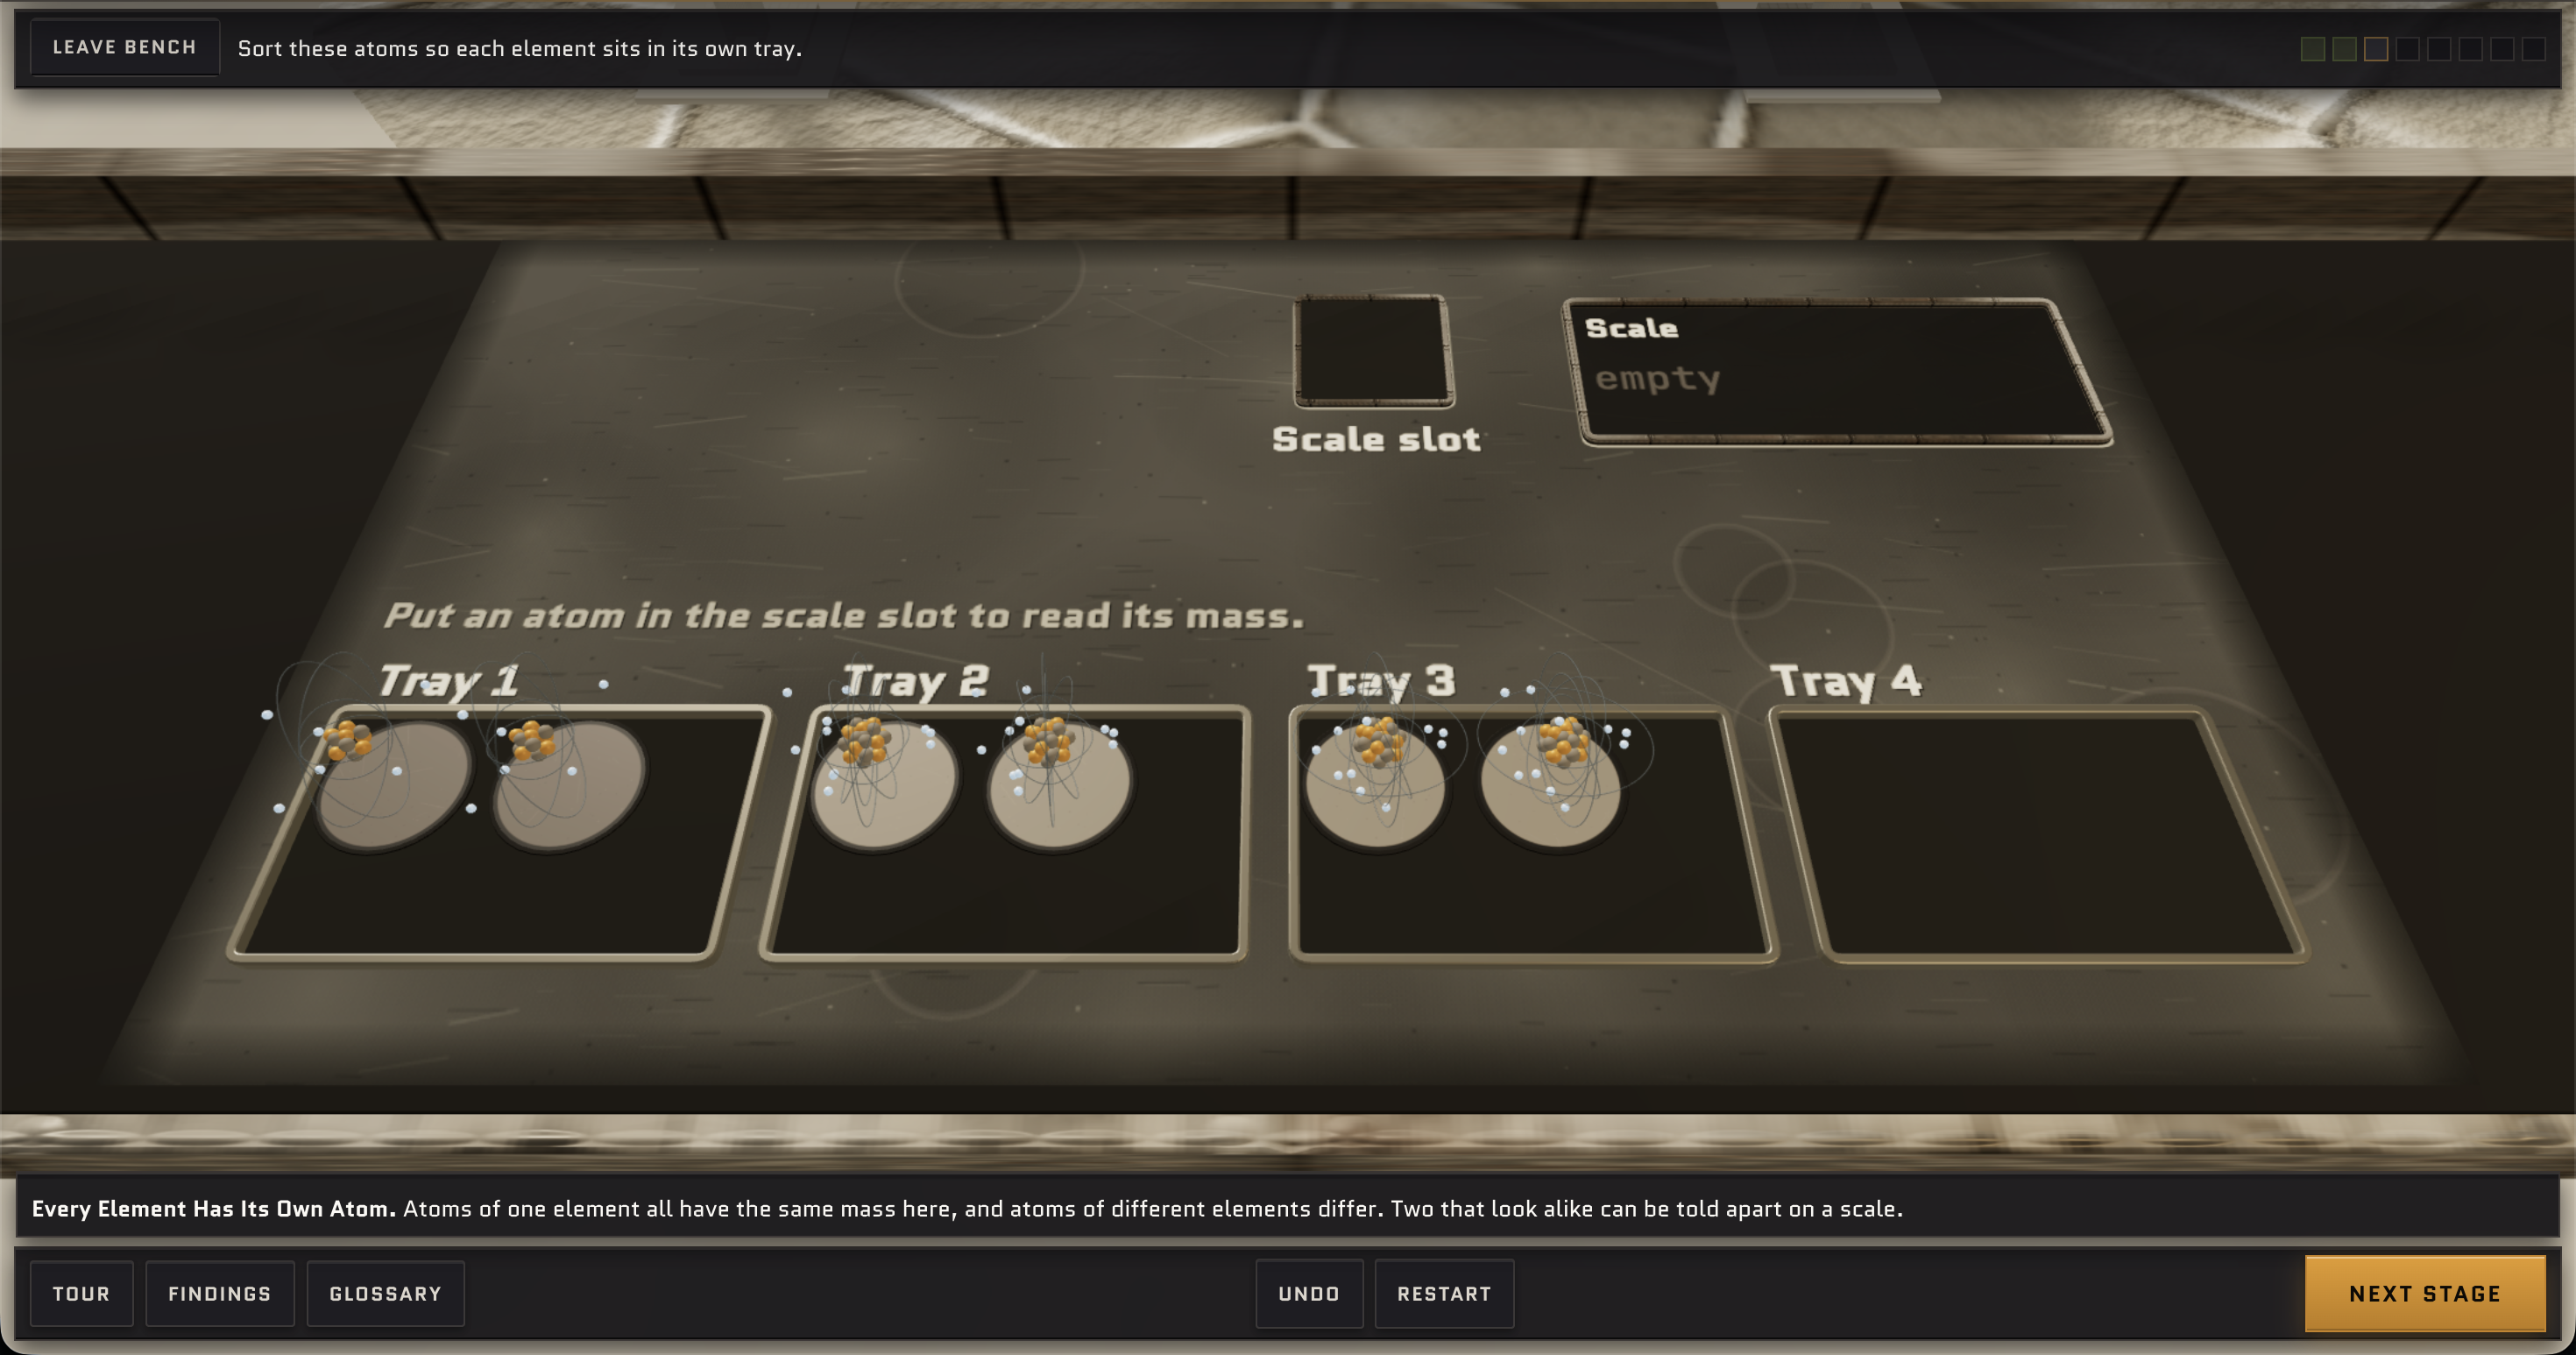 LEAVE BENCH
Sort these atoms so each element sits in its own tray.
Scale
empty
Scale slot
Put an atom in the scale slot to read its mass.
Tray 1
Tray 2
Tray 3
Tray 4
Every Element Has Its Own Atom. Atoms of one element all have the same mass here, and atoms of different elements differ. Two that look alike can be told apart on a scale.
TOUR
FINDINGS
GLOSSARY
UNDO
RESTART
NEXT STAGE